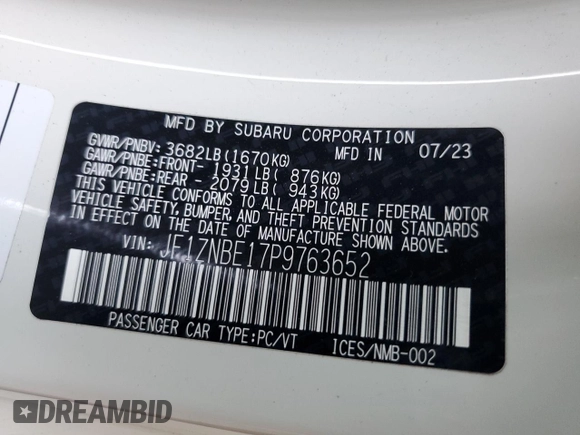 MFD BY SUBARU CORPORATION MFD IN 07/23
GVWR/PNBV: 3682LB(1670KG)
GAWR/PNBE:FRONT- 1931LB( 876KG)
GAWR/PNBE:REAR - 2079LB( 943KG)
THIS VEHICLE CONFORMS TO ALL APPLICABLE FEDERAL MOTOR
VEHICLE SAFETY, BUMPER, AND THEFT PREVENTION STANDARDS
IN EFFECT ON THE DATE OF MANUFACTURE SHOWN ABOVE.
VIN: JF1ZNBE17P9763652
PASSENGER CAR TYPE:PC/VT ICES/NMB-002
DREAMBID